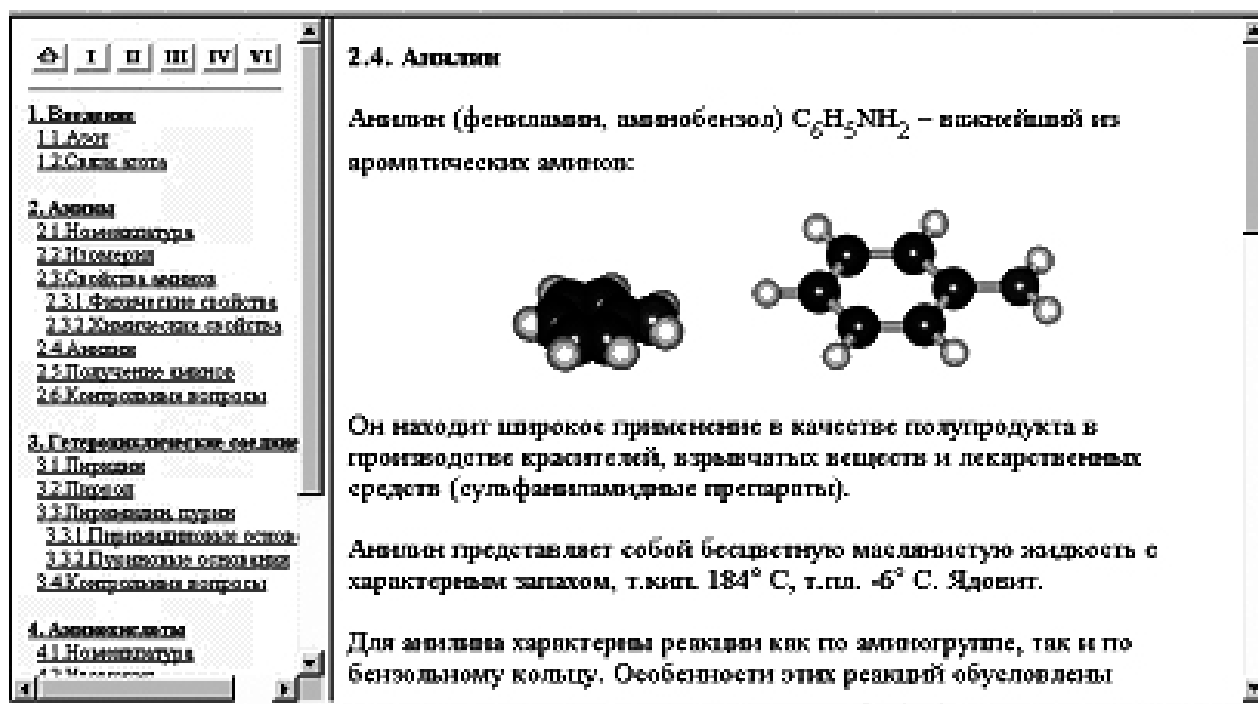 I II III IV VI
1. Введение
1.1.Азот
1.2.Связи азота
2. Амины
2.1.Номенклатура
2.2.Изомерия
2.3.Свойства аминов
2.3.1.Физические свойства
2.3.2.Химические свойства
2.4.Анилин
2.5.Получение аминов
2.6.Контрольные вопросы
3. Гетероциклические соедине
3.1.Пиридин
3.2.Пиррол
3.3.Пиримидин, пурин
3.3.1.Пиримидиновые основ
3.3.2.Пуриновые основания
3.4.Контрольные вопросы
4. Аминокислоты
4.1.Номенклатура
2.4. Анилин
Анилин (фениламин, аминобензол) C6H5NH2 – важнейший из
ароматических аминов:
Он находит широкое применение в качестве полупродукта в
производстве красителей, взрывчатых веществ и лекарственных
средств (сульфаниламидные препараты).
Анилин представляет собой бесцветную маслянистую жидкость с
характерным запахом, т.кип. 184° С, т.пл. -6° С. Ядовит.
Для анилина характерны реакции как по аминогруппе, так и по
бензольному кольцу. Особенности этих реакций обусловлены